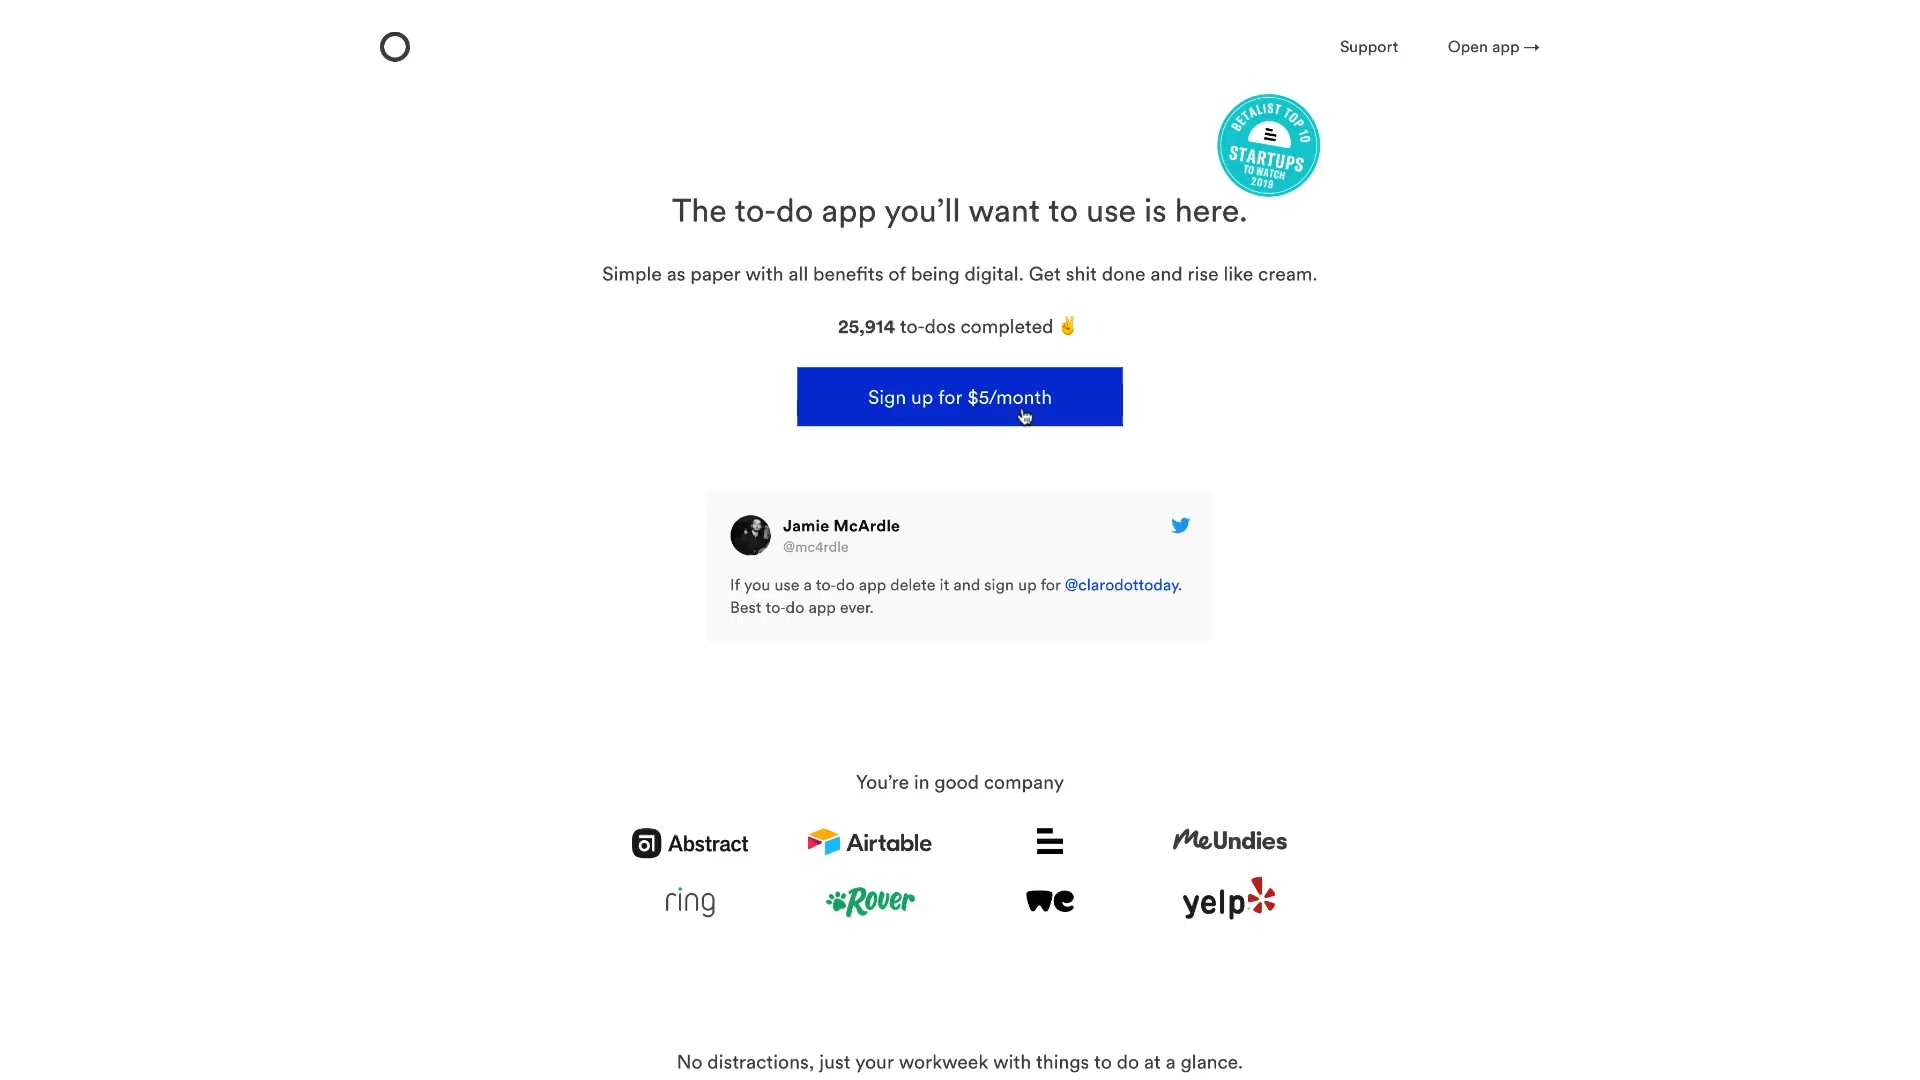 Support
Open app →
BETALIST TOP 10
STARTUPS
TO WATCH
2019
The to-do app you’ll want to use is here.
Simple as paper with all benefits of being digital. Get shit done and rise like cream.
25,914 to-dos completed ✌️
Sign up for $5/month
Jamie McArdle
@mc4rdle
If you use a to-do app delete it and sign up for @clarodottoday.
Best to-do app ever.
You’re in good company
Abstract
Airtable
MeUndies
ring
Rover
we
yelp
No distractions, just your workweek with things to do at a glance.